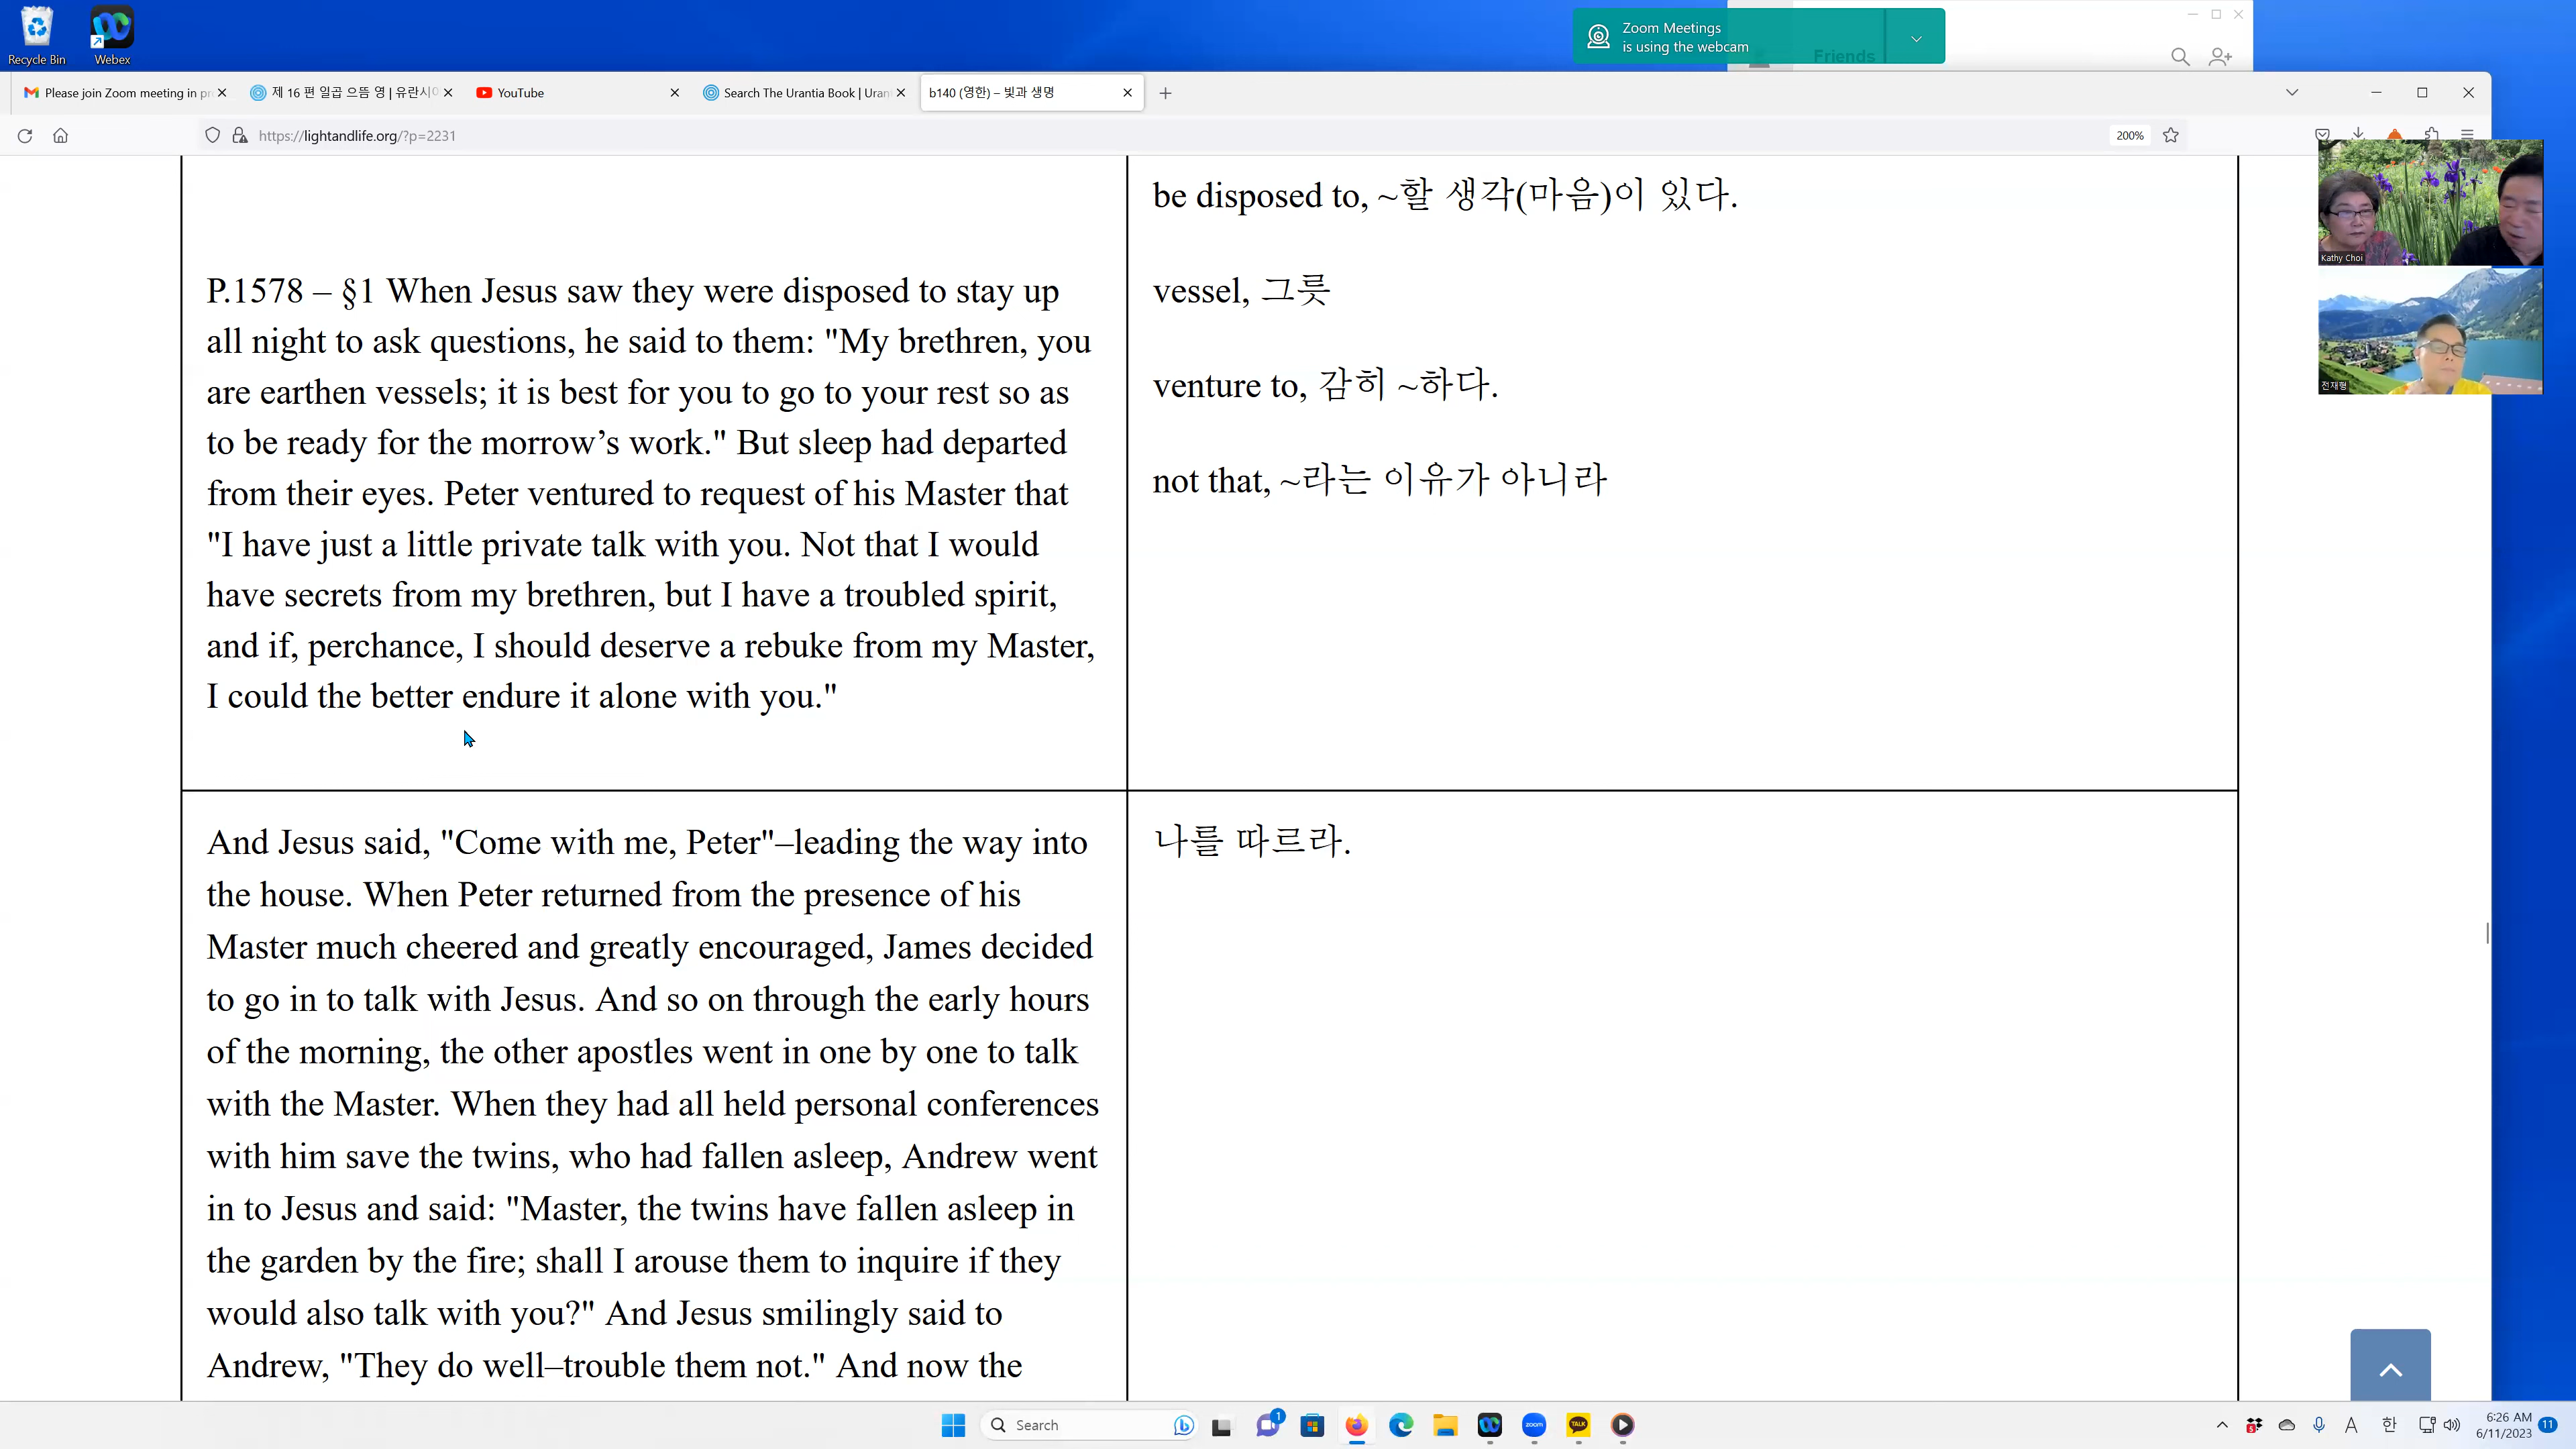 Recycle Bin
Webex
Zoom Meetings
is using the webcam
Friends
Please join Zoom meeting in pr
제 16 편 일곱 으뜸 영 | 유란시아
YouTube
Search The Urantia Book | Uran
b140 (영한) – 빛과 생명
https://lightandlife.org/?p=2231
200%
be disposed to, ~할 생각(마음)이 있다.
vessel, 그릇
venture to, 감히 ~하다.
not that, ~라는 이유가 아니라
P.1578 – §1 When Jesus saw they were disposed to stay up
all night to ask questions, he said to them: "My brethren, you
are earthen vessels; it is best for you to go to your rest so as
to be ready for the morrow’s work." But sleep had departed
from their eyes. Peter ventured to request of his Master that
"I have just a little private talk with you. Not that I would
have secrets from my brethren, but I have a troubled spirit,
and if, perchance, I should deserve a rebuke from my Master,
I could the better endure it alone with you."
And Jesus said, "Come with me, Peter"–leading the way into
the house. When Peter returned from the presence of his
Master much cheered and greatly encouraged, James decided
to go in to talk with Jesus. And so on through the early hours
of the morning, the other apostles went in one by one to talk
with the Master. When they had all held personal conferences
with him save the twins, who had fallen asleep, Andrew went
in to Jesus and said: "Master, the twins have fallen asleep in
the garden by the fire; shall I arouse them to inquire if they
would also talk with you?" And Jesus smilingly said to
Andrew, "They do well–trouble them not." And now the
나를 따르라.
Kathy Choi
전재형
Search
1
zoom
TALK
5
A
한
6:26 AM
6/11/2023
11